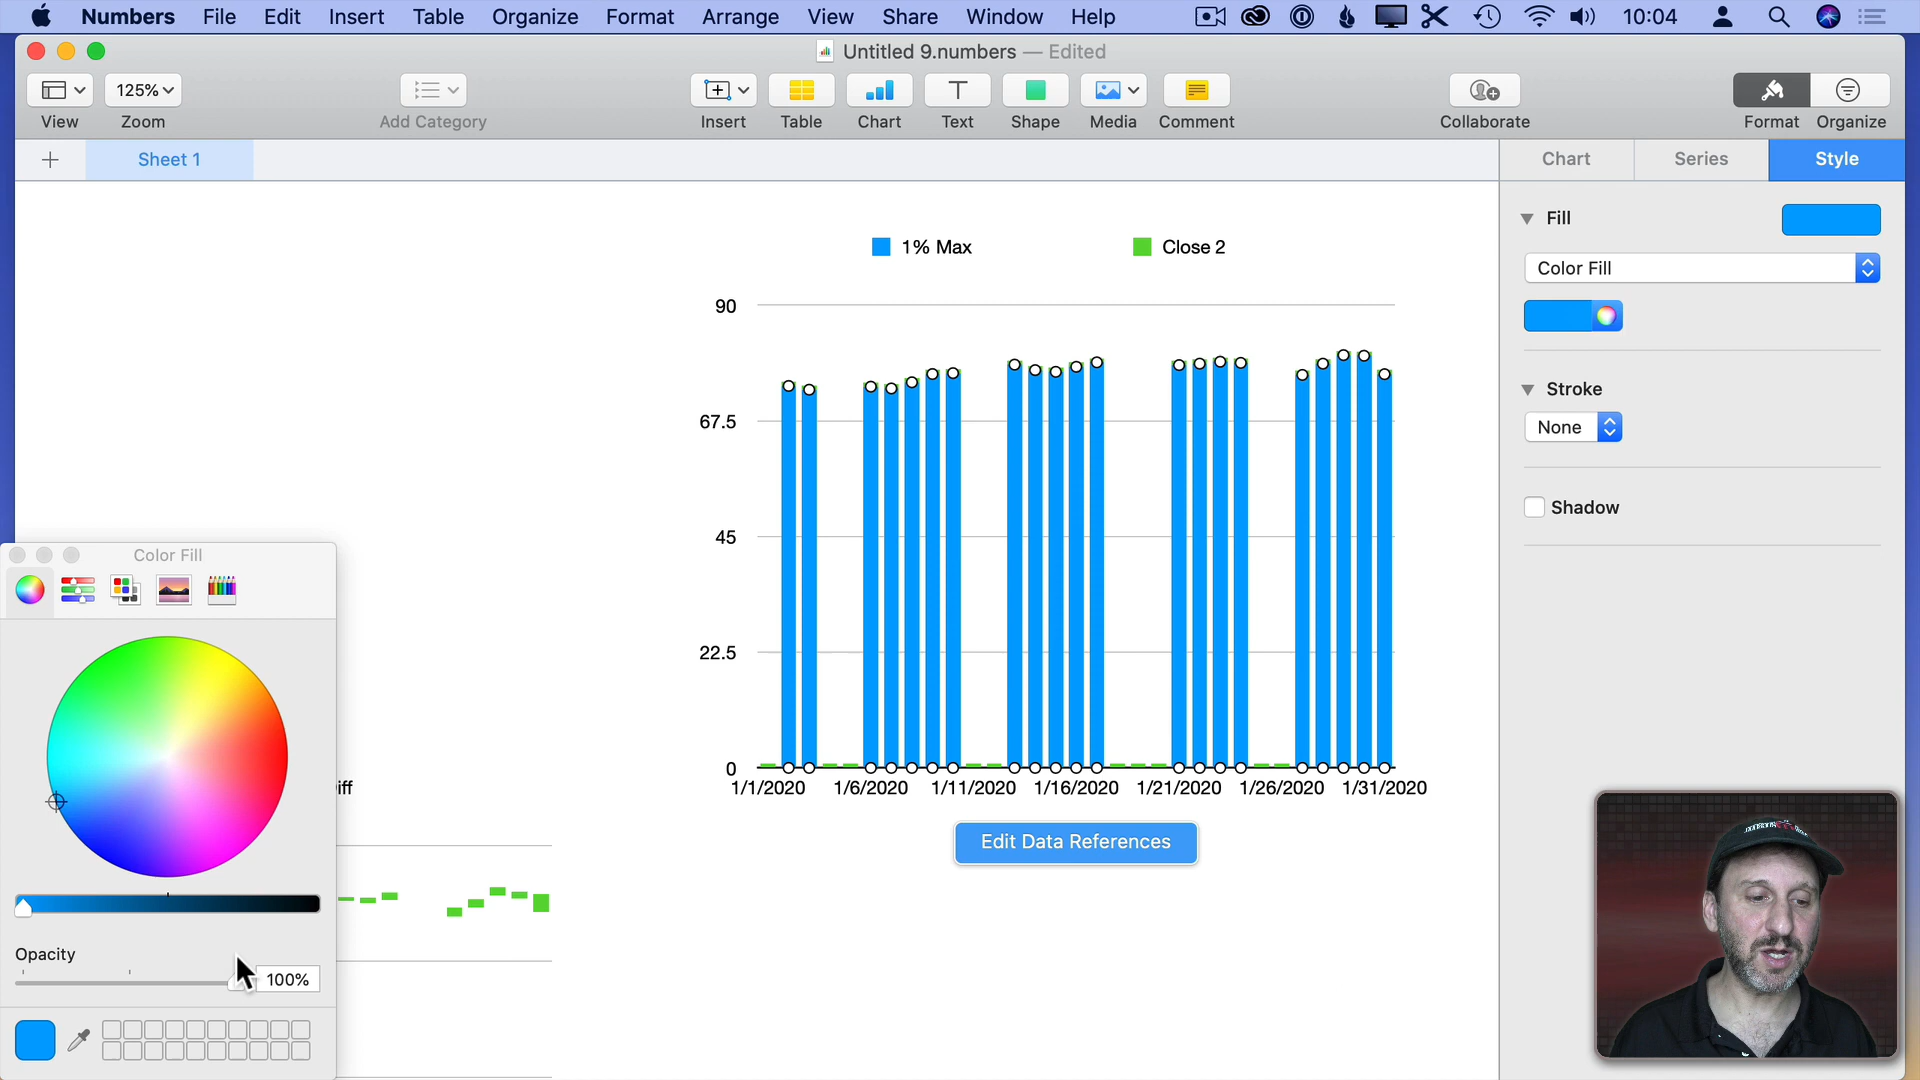 Numbers File Edit Insert Table Organize Format Arrange View Share Window Help 10:04
Untitled 9.numbers — Edited
125%
View Zoom Add Category Insert Table Chart Text Shape Media Comment Collaborate Format Organize
Sheet 1
Chart Series Style
Fill
Color Fill
Stroke
None
Shadow
1% Max Close 2
90
67.5
45
22.5
0
1/1/2020 1/6/2020 1/11/2020 1/16/2020 1/21/2020 1/26/2020 1/31/2020
Edit Data References
iff
Color Fill
Opacity
100%